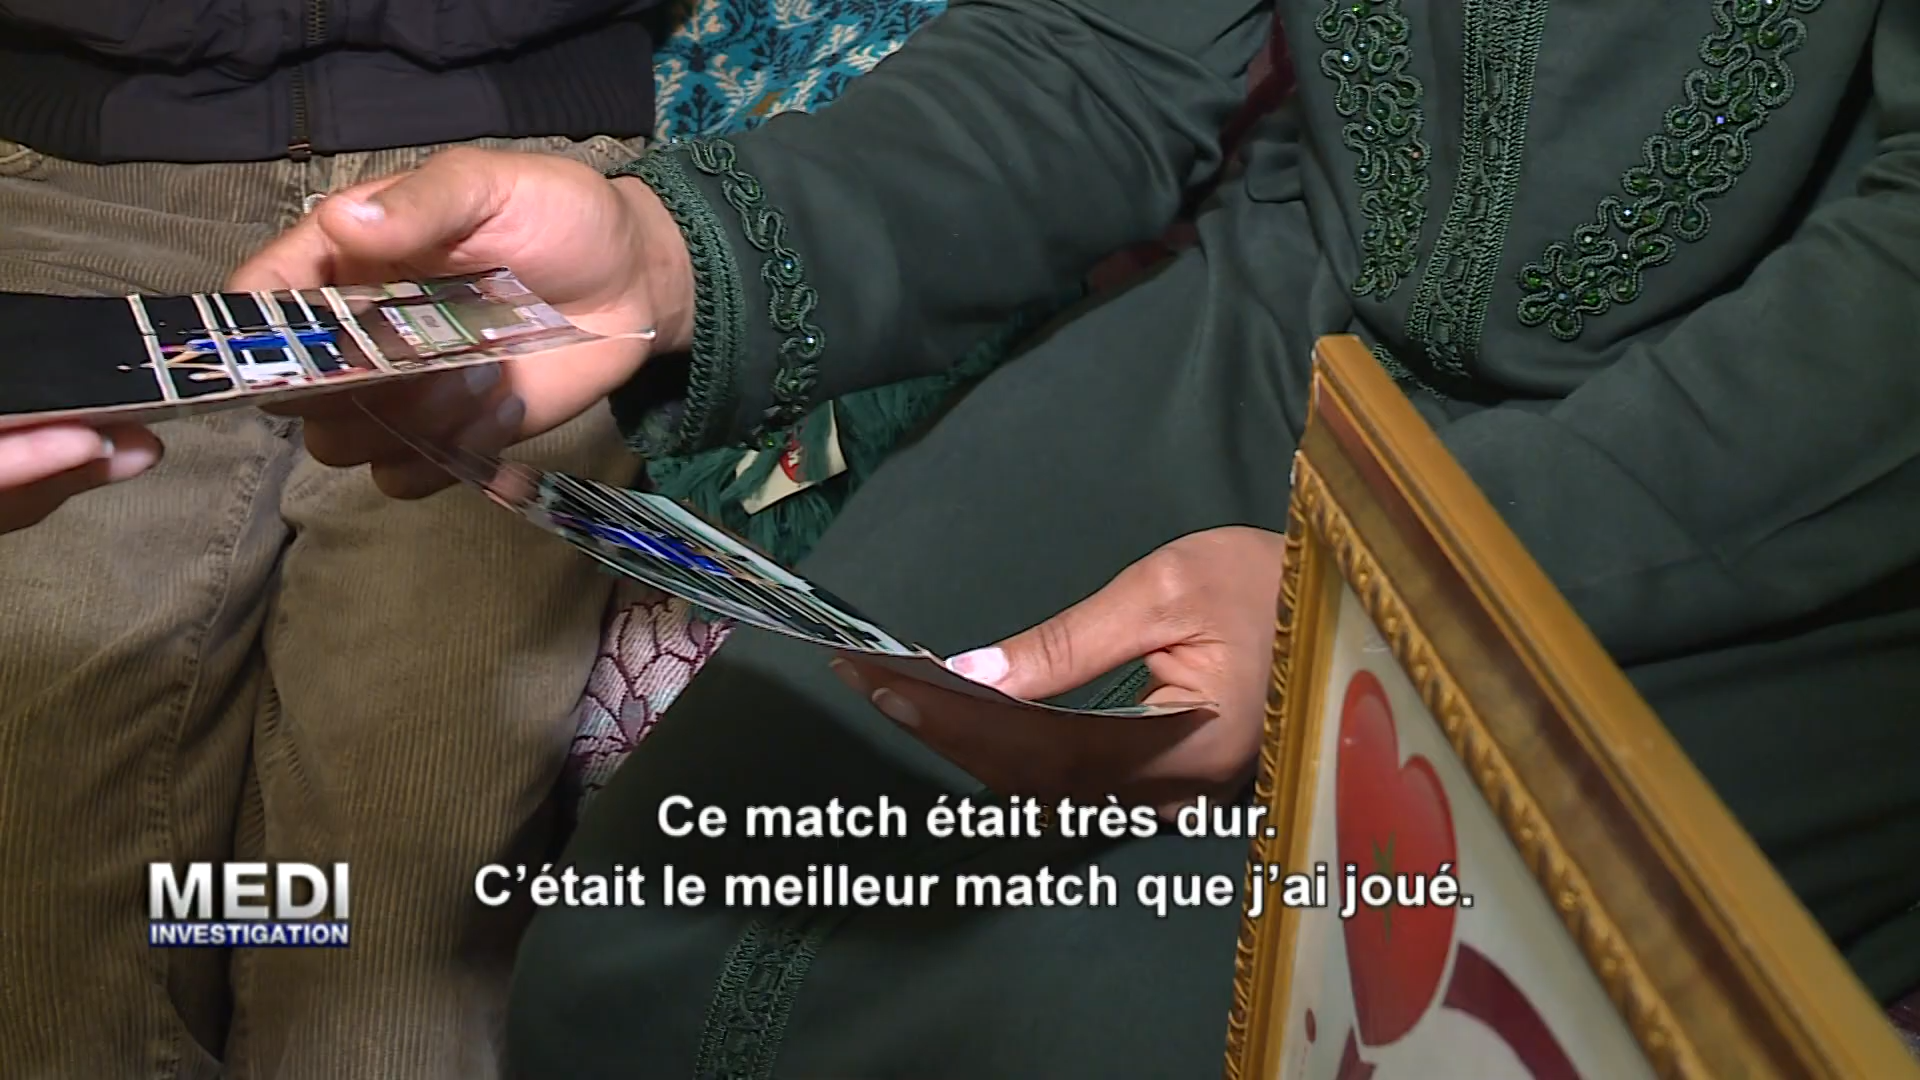 Ce match était très dur.
C’était le meilleur match que j’ai joué.
MEDI
INVESTIGATION